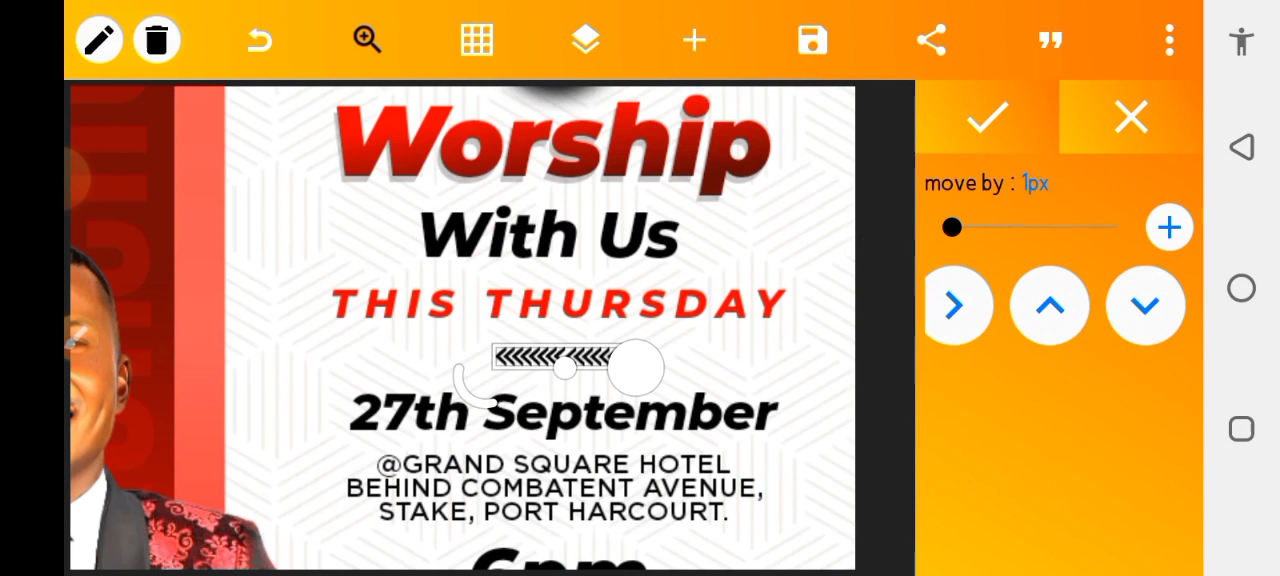 Worship
With Us
THIS THURSDAY
27th September
@GRAND SQUARE HOTEL
BEHIND COMBATENT AVENUE,
STAKE, PORT HARCOURT.
6pm
move by : 1px